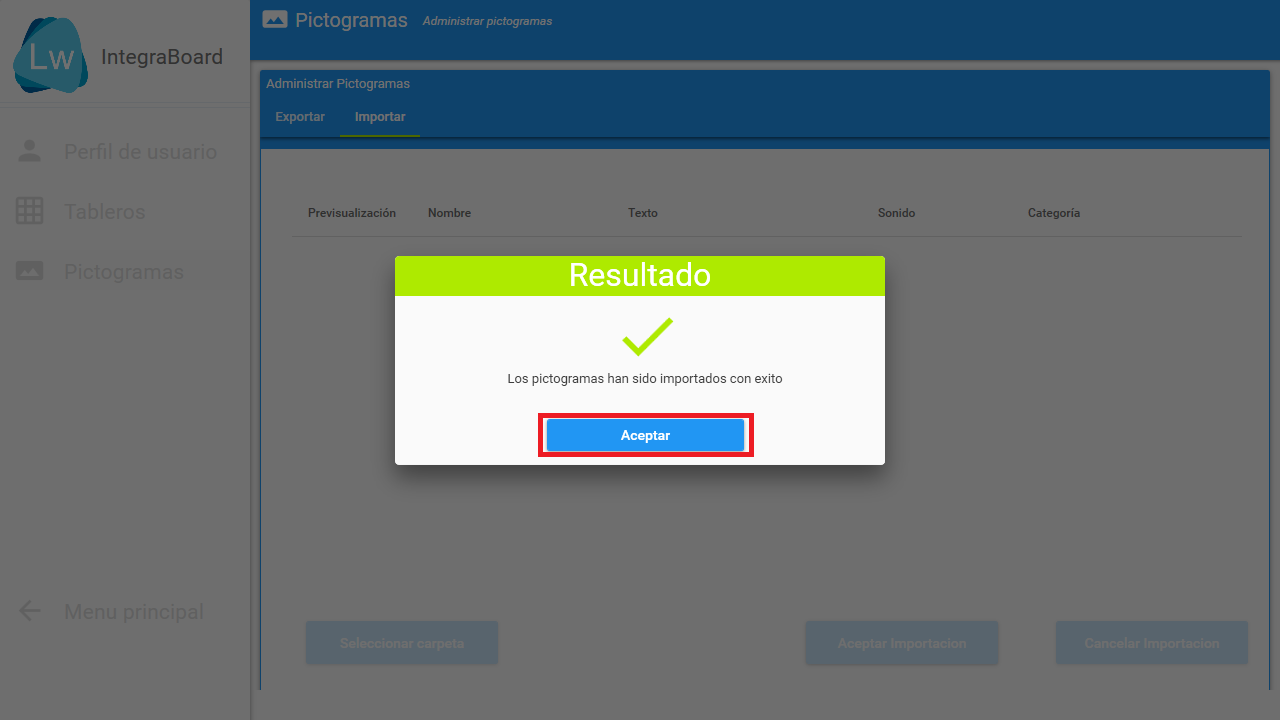 Lw IntegraBoard
Perfil de usuario
Tableros
Pictogramas
Menu principal
Pictogramas Administrar pictogramas
Administrar Pictogramas
Exportar Importar
Previsualización Nombre Texto Sonido Categoría
Resultado
Los pictogramas han sido importados con exito
Aceptar
Seleccionar carpeta Aceptar Importacion Cancelar Importacion